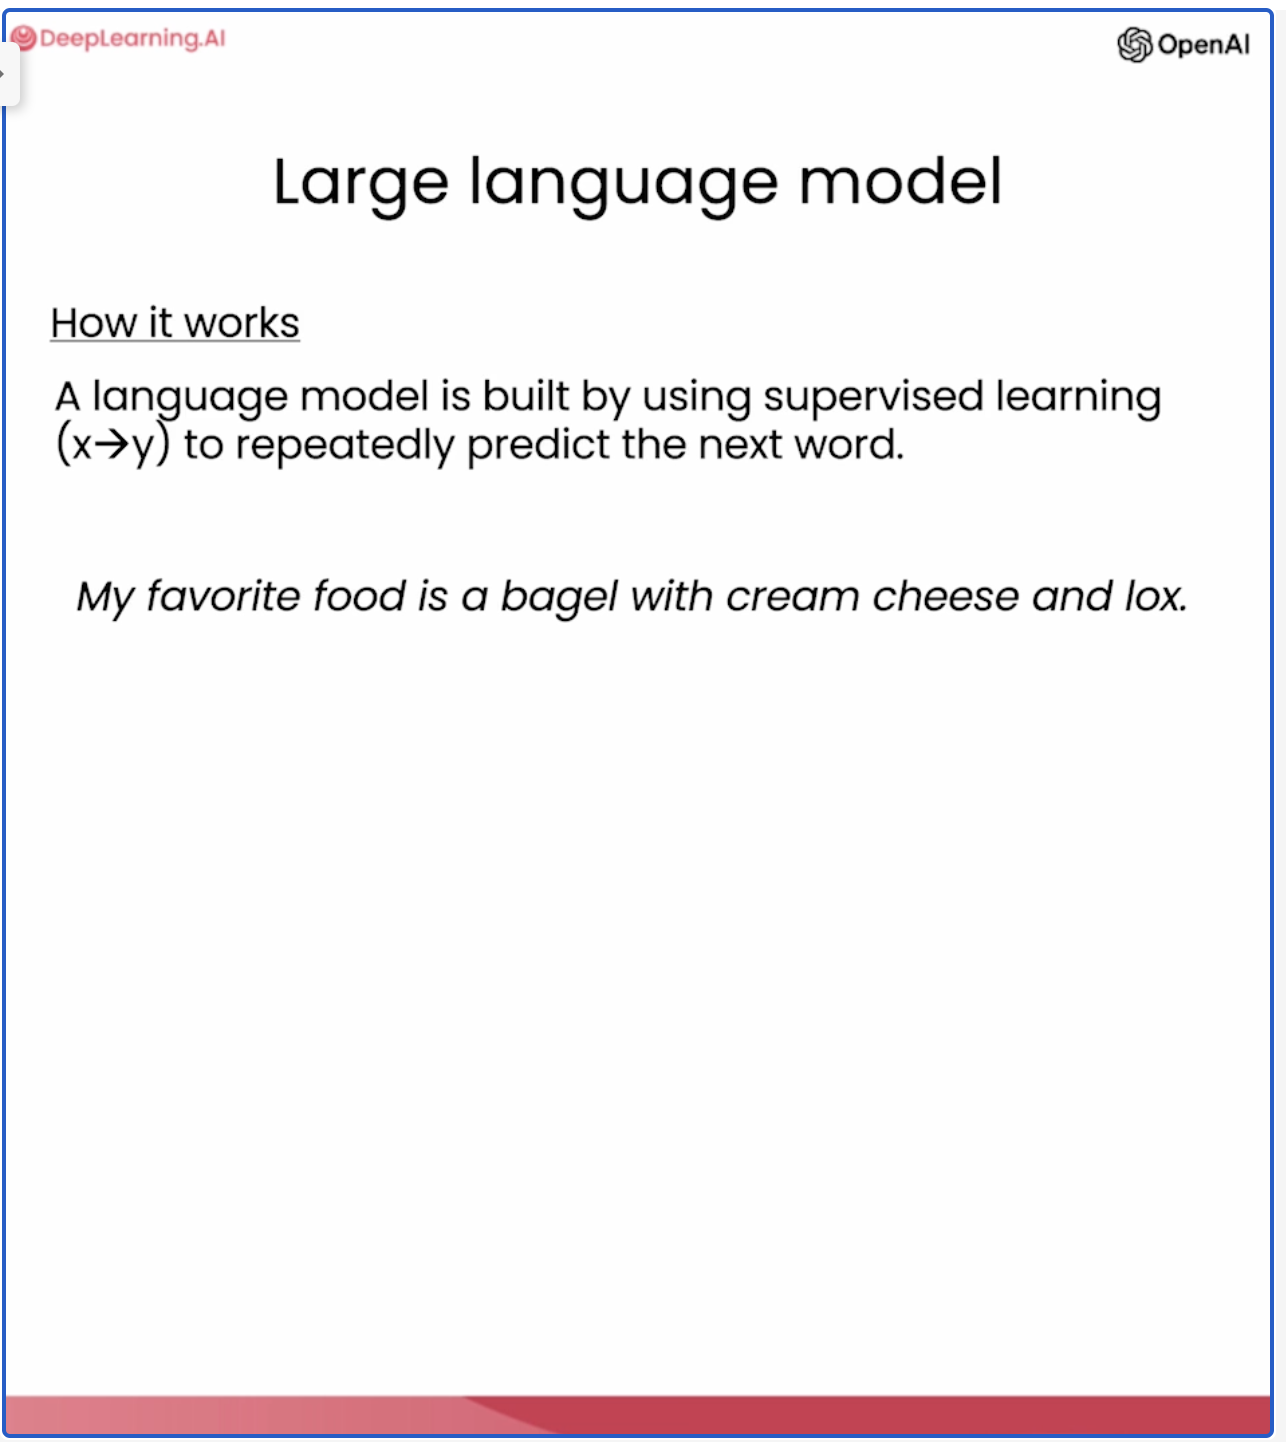 DeepLearning.AI
OpenAI
Large language model
How it works
A language model is built by using supervised learning
(x→y) to repeatedly predict the next word.
My favorite food is a bagel with cream cheese and lox.